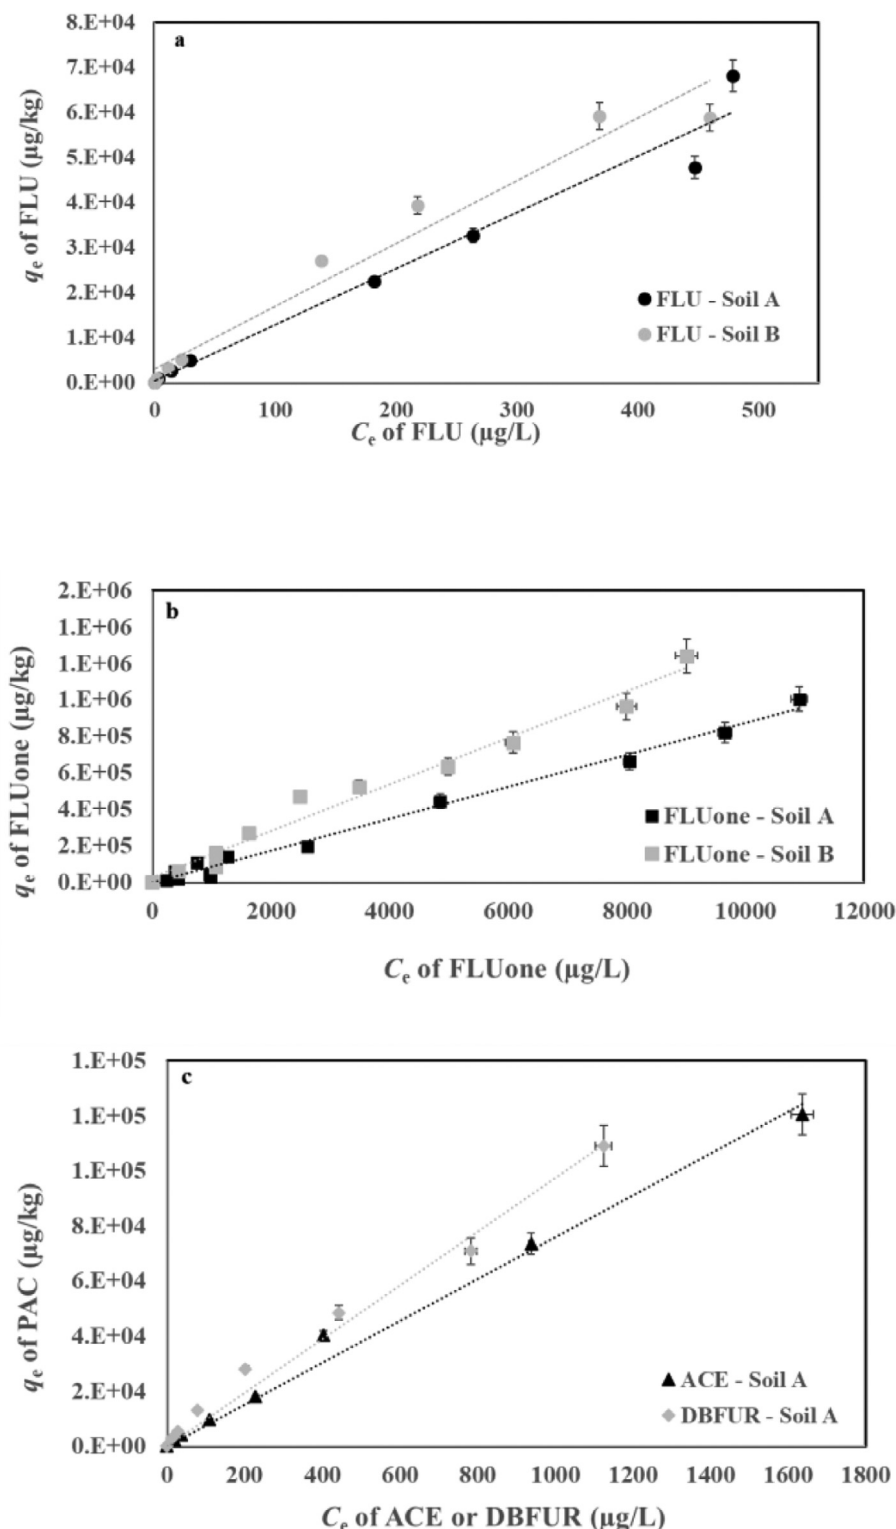 8.E+04
a
7.E+04
6.E+04
5.E+04
4.E+04
3.E+04
2.E+04
1.E+04
0.E+00
qe of FLU (µg/kg)
FLU - Soil A
FLU - Soil B
0 100 200 300 400 500
Ce of FLU (µg/L)
2.E+06
b
1.E+06
1.E+06
1.E+06
8.E+05
6.E+05
4.E+05
2.E+05
0.E+00
qe of FLUone (µg/kg)
FLUone - Soil A
FLUone - Soil B
0 2000 4000 6000 8000 10000 12000
Ce of FLUone (µg/L)
1.E+05
c
1.E+05
1.E+05
8.E+04
6.E+04
4.E+04
2.E+04
0.E+00
qe of PAC (µg/kg)
ACE - Soil A
DBFUR - Soil A
0 200 400 600 800 1000 1200 1400 1600 1800
Ce of ACE or DBFUR (µg/L)